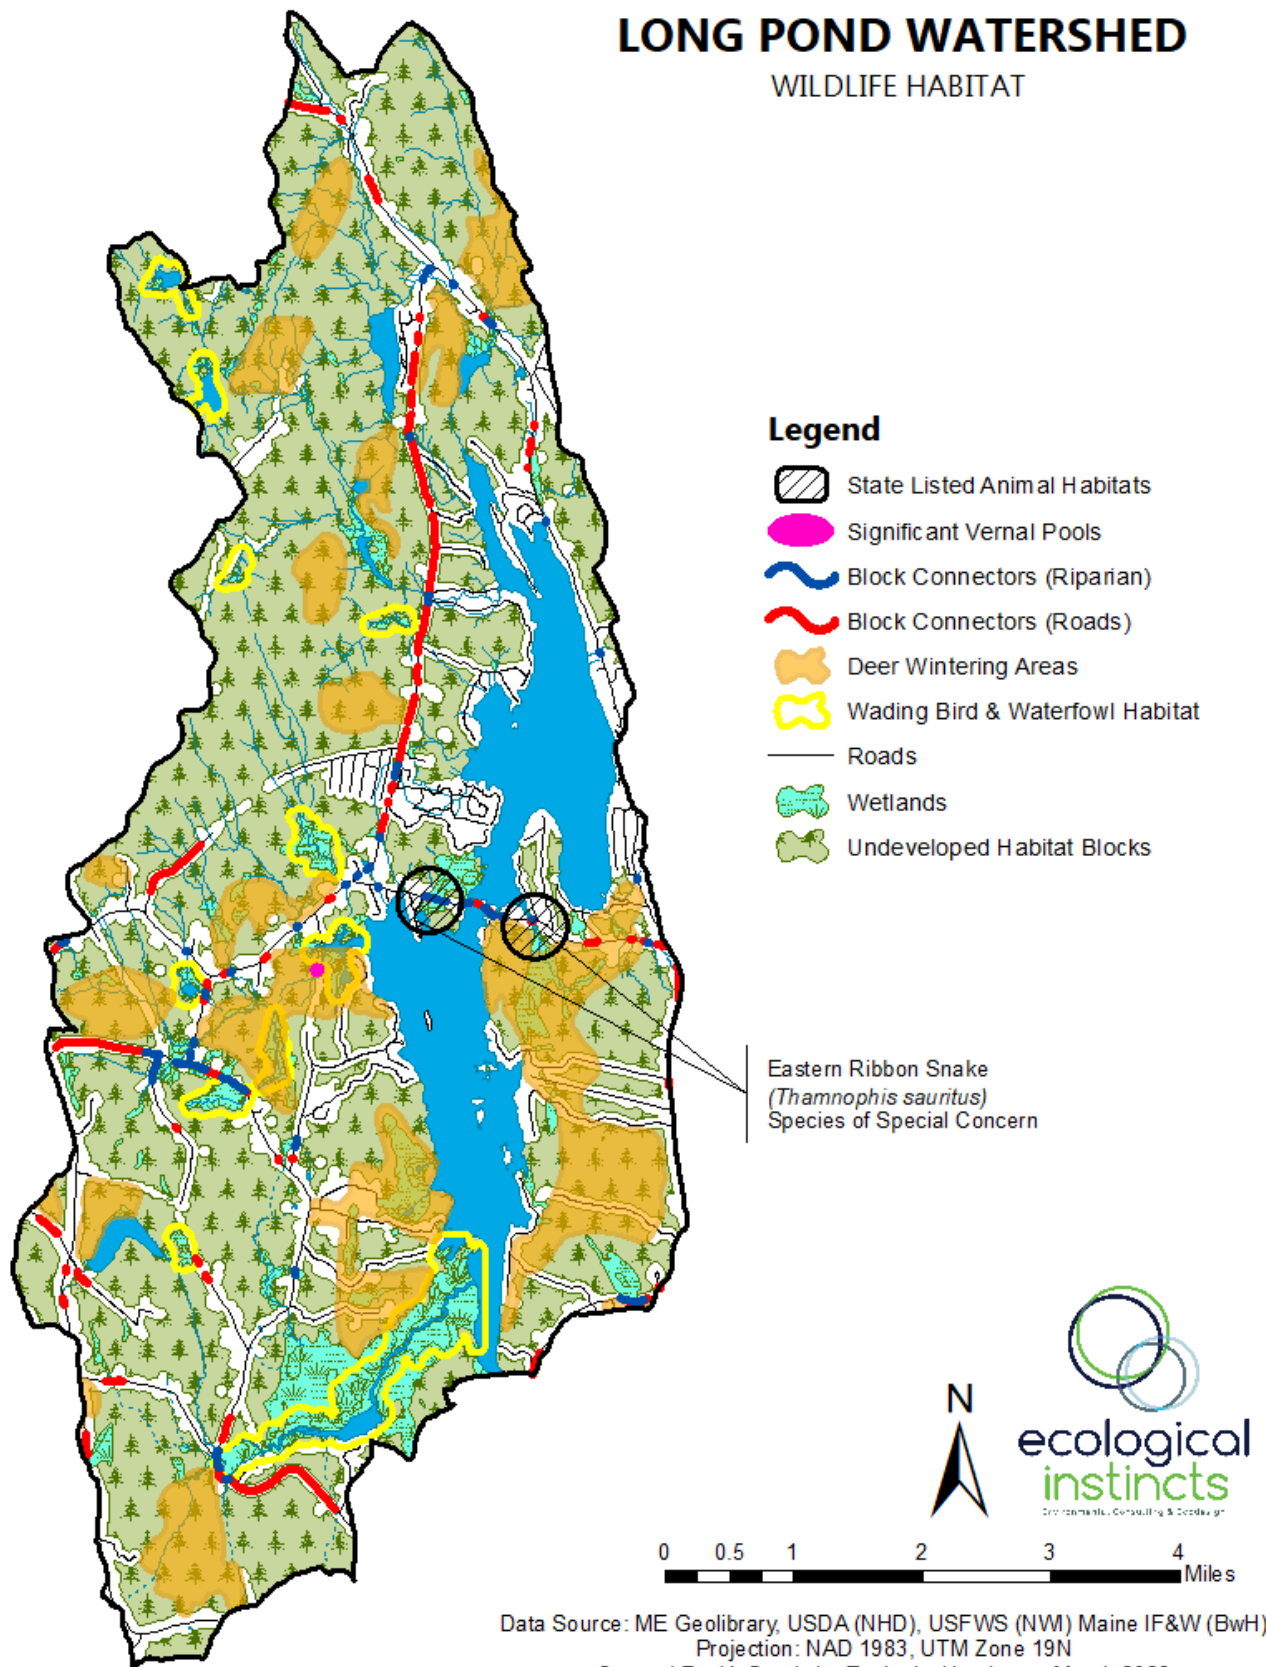 LONG POND WATERSHED
WILDLIFE HABITAT
Legend
State Listed Animal Habitats
Significant Vernal Pools
Block Connectors (Riparian)
Block Connectors (Roads)
Deer Wintering Areas
Wading Bird & Waterfowl Habitat
Roads
Wetlands
Undeveloped Habitat Blocks
Eastern Ribbon Snake
(Thamnophis sauritus)
Species of Special Concern
N
ecological
instincts
Environmental Consulting & Ecodesign
0 0.5 1 2 3 4
Miles
Data Source: ME Geolibrary, USDA (NHD), USFWS (NWI) Maine IF&W (BwH)
Projection: NAD 1983, UTM Zone 19N